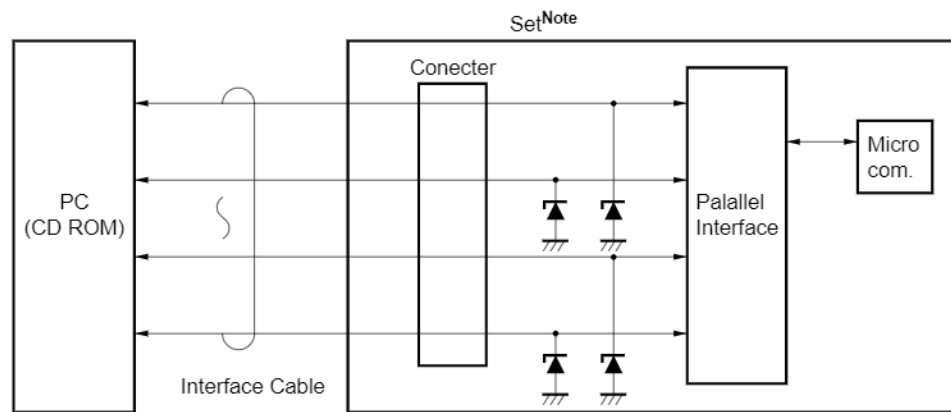 Set Note
Conecter
PC
(CD ROM)
Micro
com.
Palallel
Interface
Interface Cable